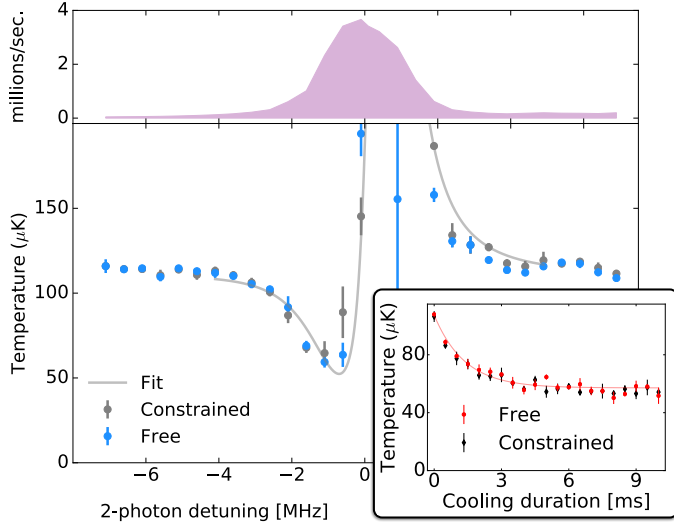 millions/sec.
4
2
0
Temperature (μK)
150
100
50
0
Fit
Constrained
Free
−6
−4
−2
0
2-photon detuning [MHz]
Temperature (μK)
80
40
0
Free
Constrained
0
3
6
9
Cooling duration [ms]